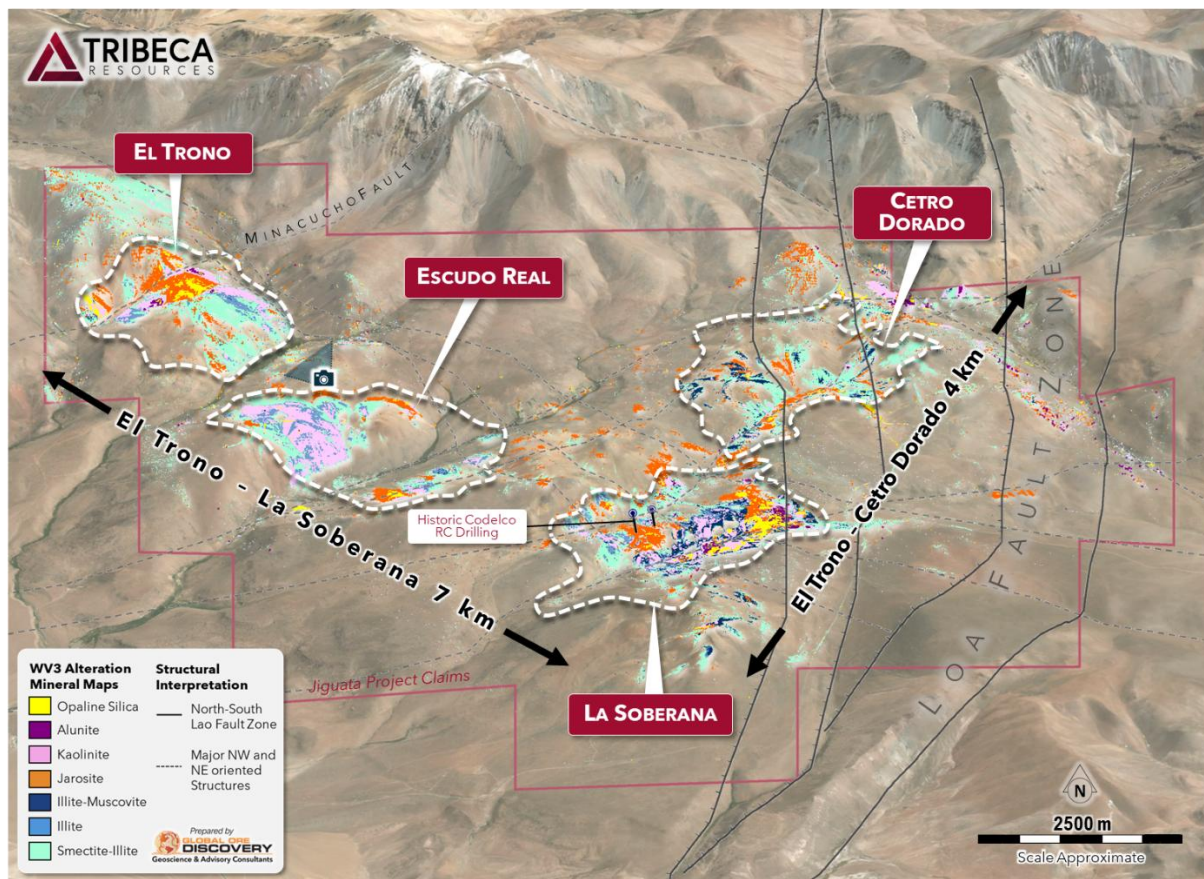 TRIBECA
RESOURCES
EL TRONO
MINACUCHO FAULT
CETRO
DORADO
ESCUDO REAL
El Trono - La Soberana 7 km
El Trono - Cetro Dorado 4 km
LOA FAULT ZONE
Historic Codelco
RC Drilling
LA SOBERANA
Jiguata Project Claims
WV3 Alteration
Mineral Maps
Opaline Silica
Alunite
Kaolinite
Jarosite
Illite-Muscovite
Illite
Smectite-Illite
Structural
Interpretation
North-South
Lao Fault Zone
Major NW and
NE oriented
Structures
Prepared by
GLOBAL ORE
DISCOVERY
Geoscience & Advisory Consultants
N
2500 m
Scale Approximate